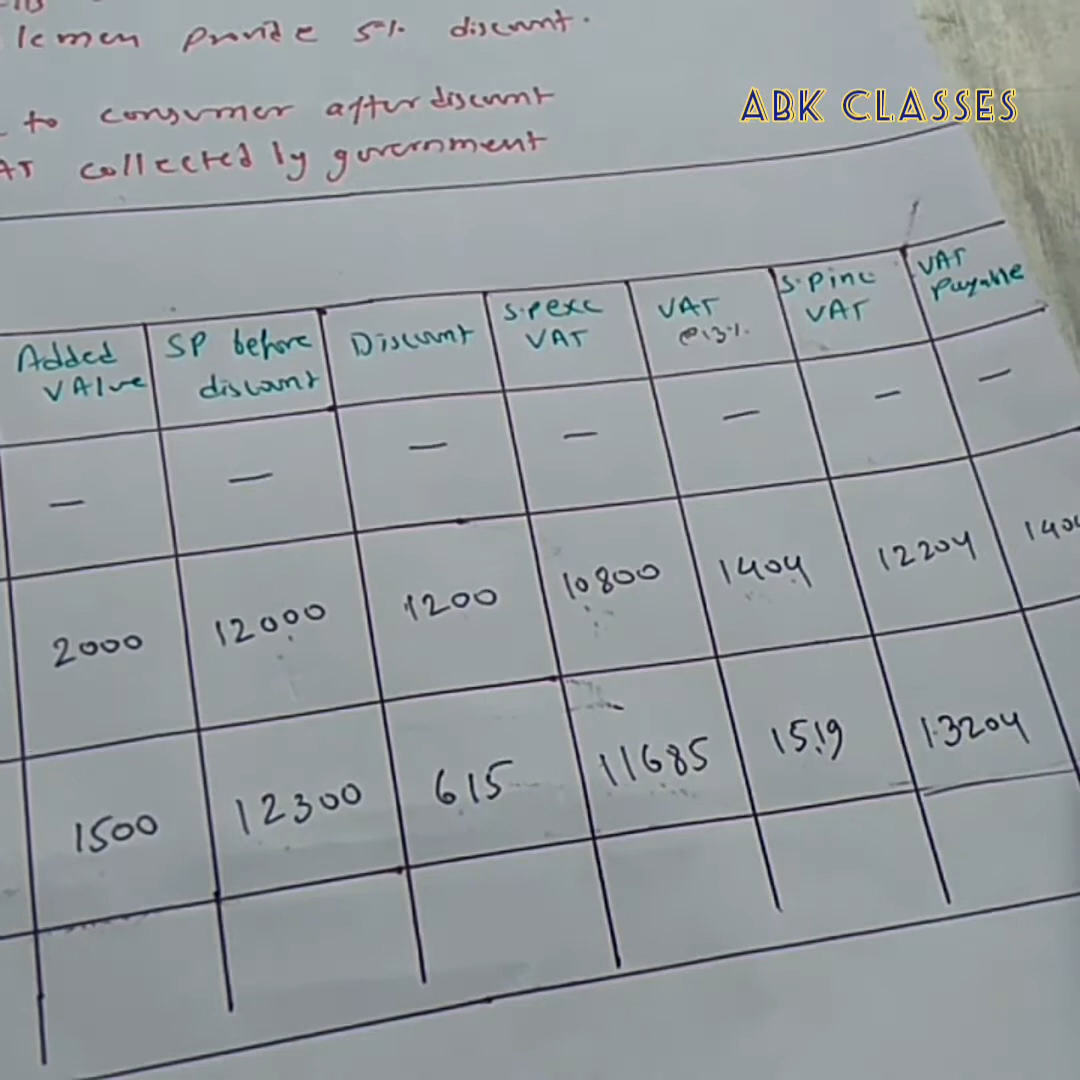 lemen provide 5% discount.
to consumer after discount
AT collected by government
ABK CLASSES
Added VAlue SP before discount Discount S.P exc VAT VAT @13% S.P inc VAT VAT Payable
— — — — — — —
2000 12000 1200 10800 1404 12204 140
1500 12300 615 11685 1519 13204